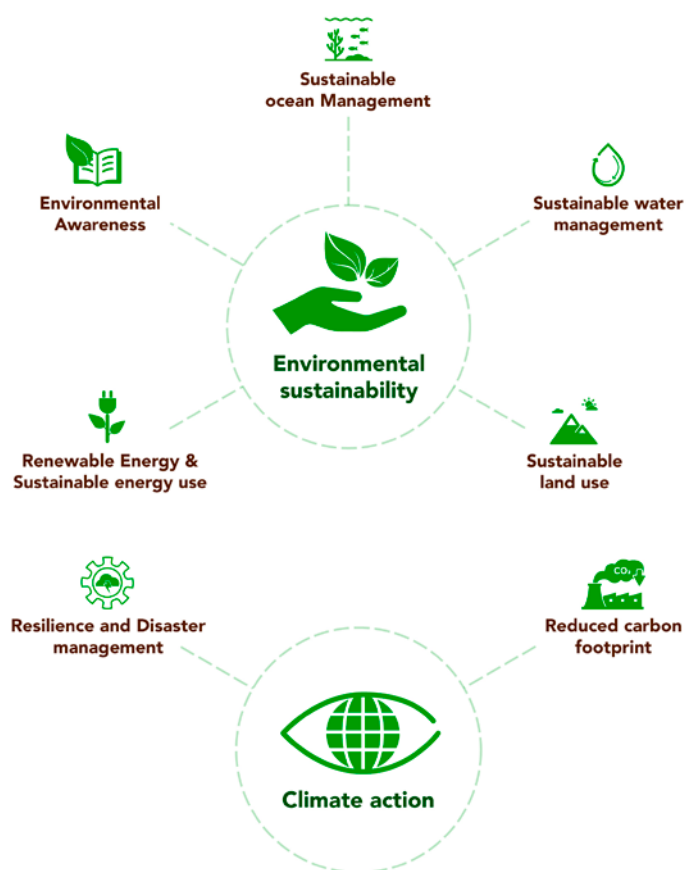 Sustainable
ocean Management
Environmental
Awareness
Sustainable water
management
Environmental
sustainability
Renewable Energy &
Sustainable energy use
Sustainable
land use
Resilience and Disaster
management
CO₂
Reduced carbon
footprint
Climate action